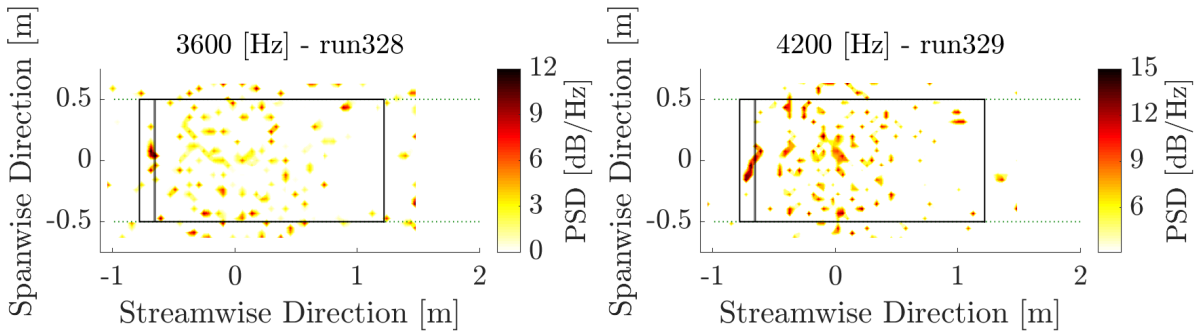 3600 [Hz] - run328
Spanwise Direction [m]
0.5
0
-0.5
-1
0
1
2
Streamwise Direction [m]
12
9
6
3
0
PSD [dB/Hz]
4200 [Hz] - run329
Spanwise Direction [m]
0.5
0
-0.5
-1
0
1
2
Streamwise Direction [m]
15
12
9
6
PSD [dB/Hz]